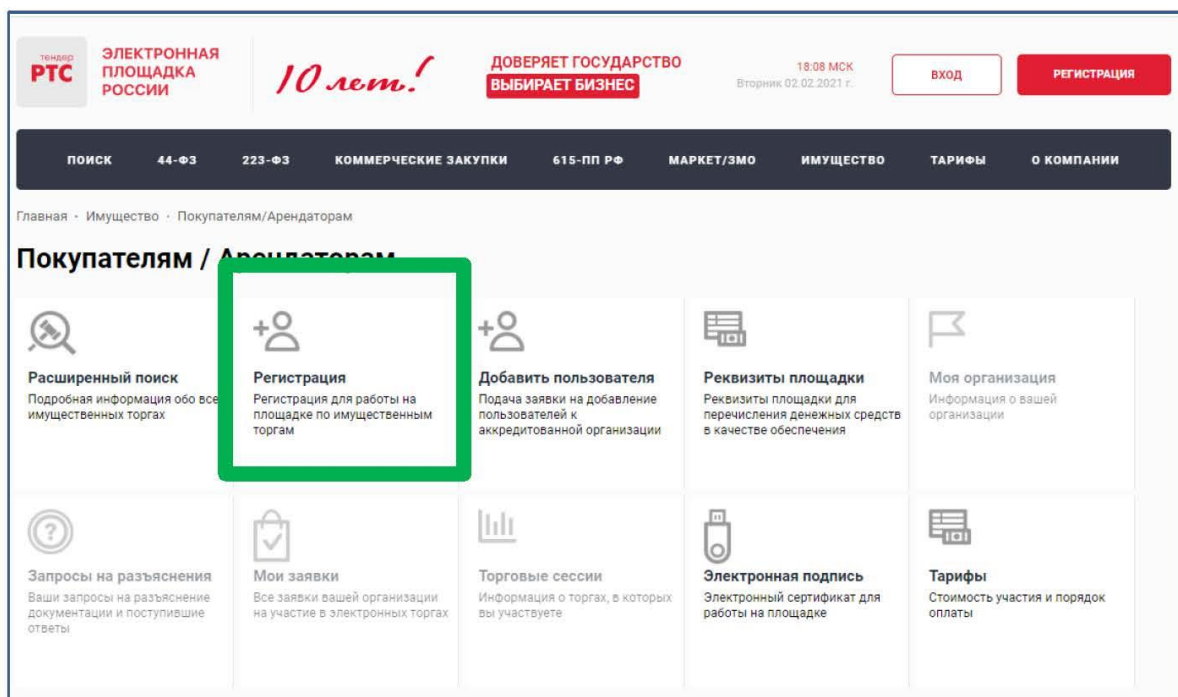 тендер
РТС
ЭЛЕКТРОННАЯ
ПЛОЩАДКА
РОССИИ
10 лет!
ДОВЕРЯЕТ ГОСУДАРСТВО
ВЫБИРАЕТ БИЗНЕС
18:08 МСК
Вторник 02.02.2021 г.
ВХОД
РЕГИСТРАЦИЯ
ПОИСК 44-ФЗ 223-ФЗ КОММЕРЧЕСКИЕ ЗАКУПКИ 615-ПП РФ МАРКЕТ/ЗМО ИМУЩЕСТВО ТАРИФЫ О КОМПАНИИ
Главная · Имущество · Покупателям/Арендаторам
Покупателям / Арендаторам
Расширенный поиск
Подробная информация обо все
имущественных торгах
Регистрация
Регистрация для работы на
площадке по имущественным
торгам
Добавить пользователя
Подача заявки на добавление
пользователей к
аккредитованной организации
Реквизиты площадки
Реквизиты площадки для
перечисления денежных средств
в качестве обеспечения
Моя организация
Информация о вашей
организации
Запросы на разъяснения
Ваши запросы на разъяснение
документации и поступившие
ответы
Мои заявки
Все заявки вашей организации
на участие в электронных торгах
Торговые сессии
Информация о торгах, в которых
вы участвуете
Электронная подпись
Электронный сертификат для
работы на площадке
Тарифы
Стоимость участия и порядок
оплаты